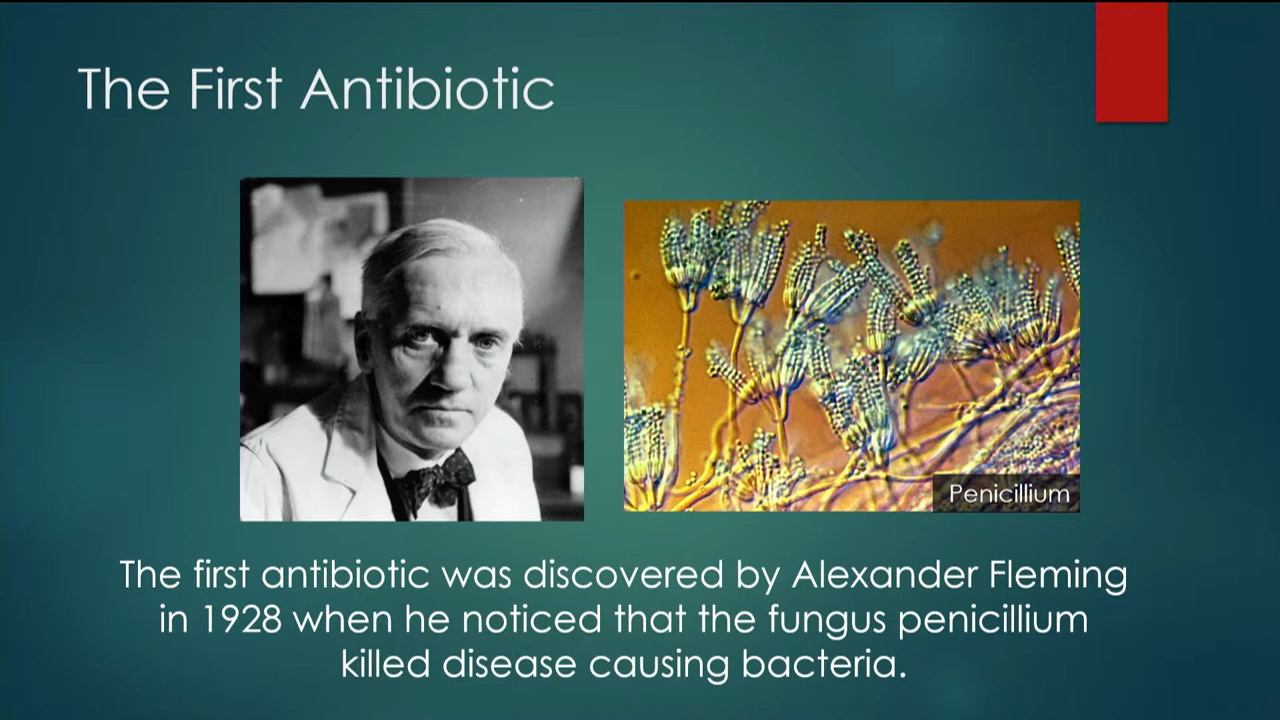 The First Antibiotic
Penicillium
The first antibiotic was discovered by Alexander Fleming
in 1928 when he noticed that the fungus penicillium
killed disease causing bacteria.